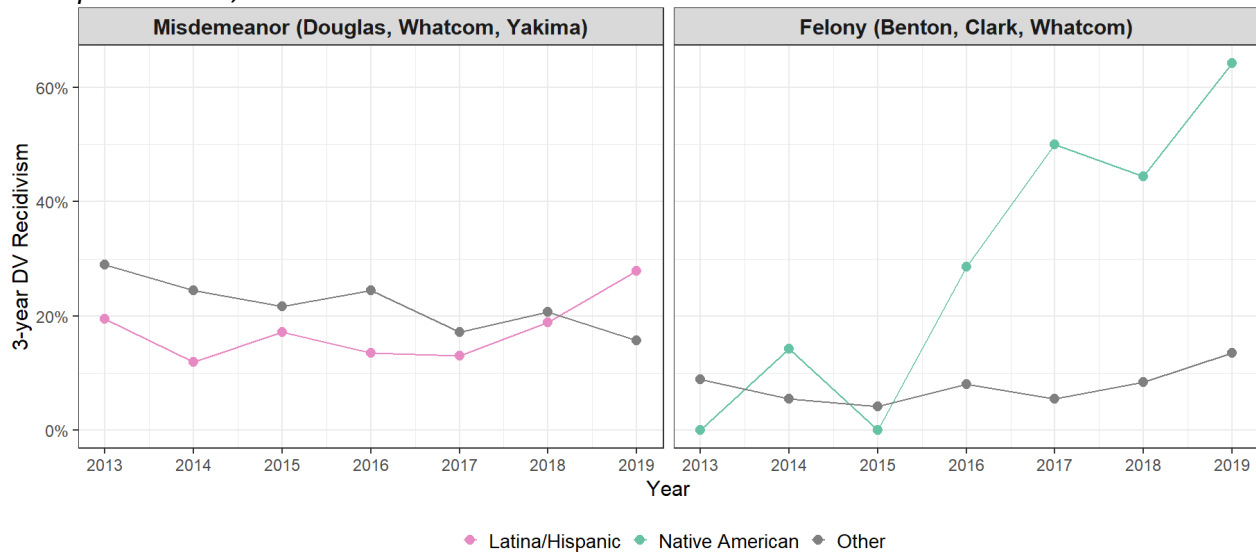 Misdemeanor (Douglas, Whatcom, Yakima)
Felony (Benton, Clark, Whatcom)
3-year DV Recidivism
60%
40%
20%
0%
2013 2014 2015 2016 2017 2018 2019
2013 2014 2015 2016 2017 2018 2019
Year
Latina/Hispanic Native American Other